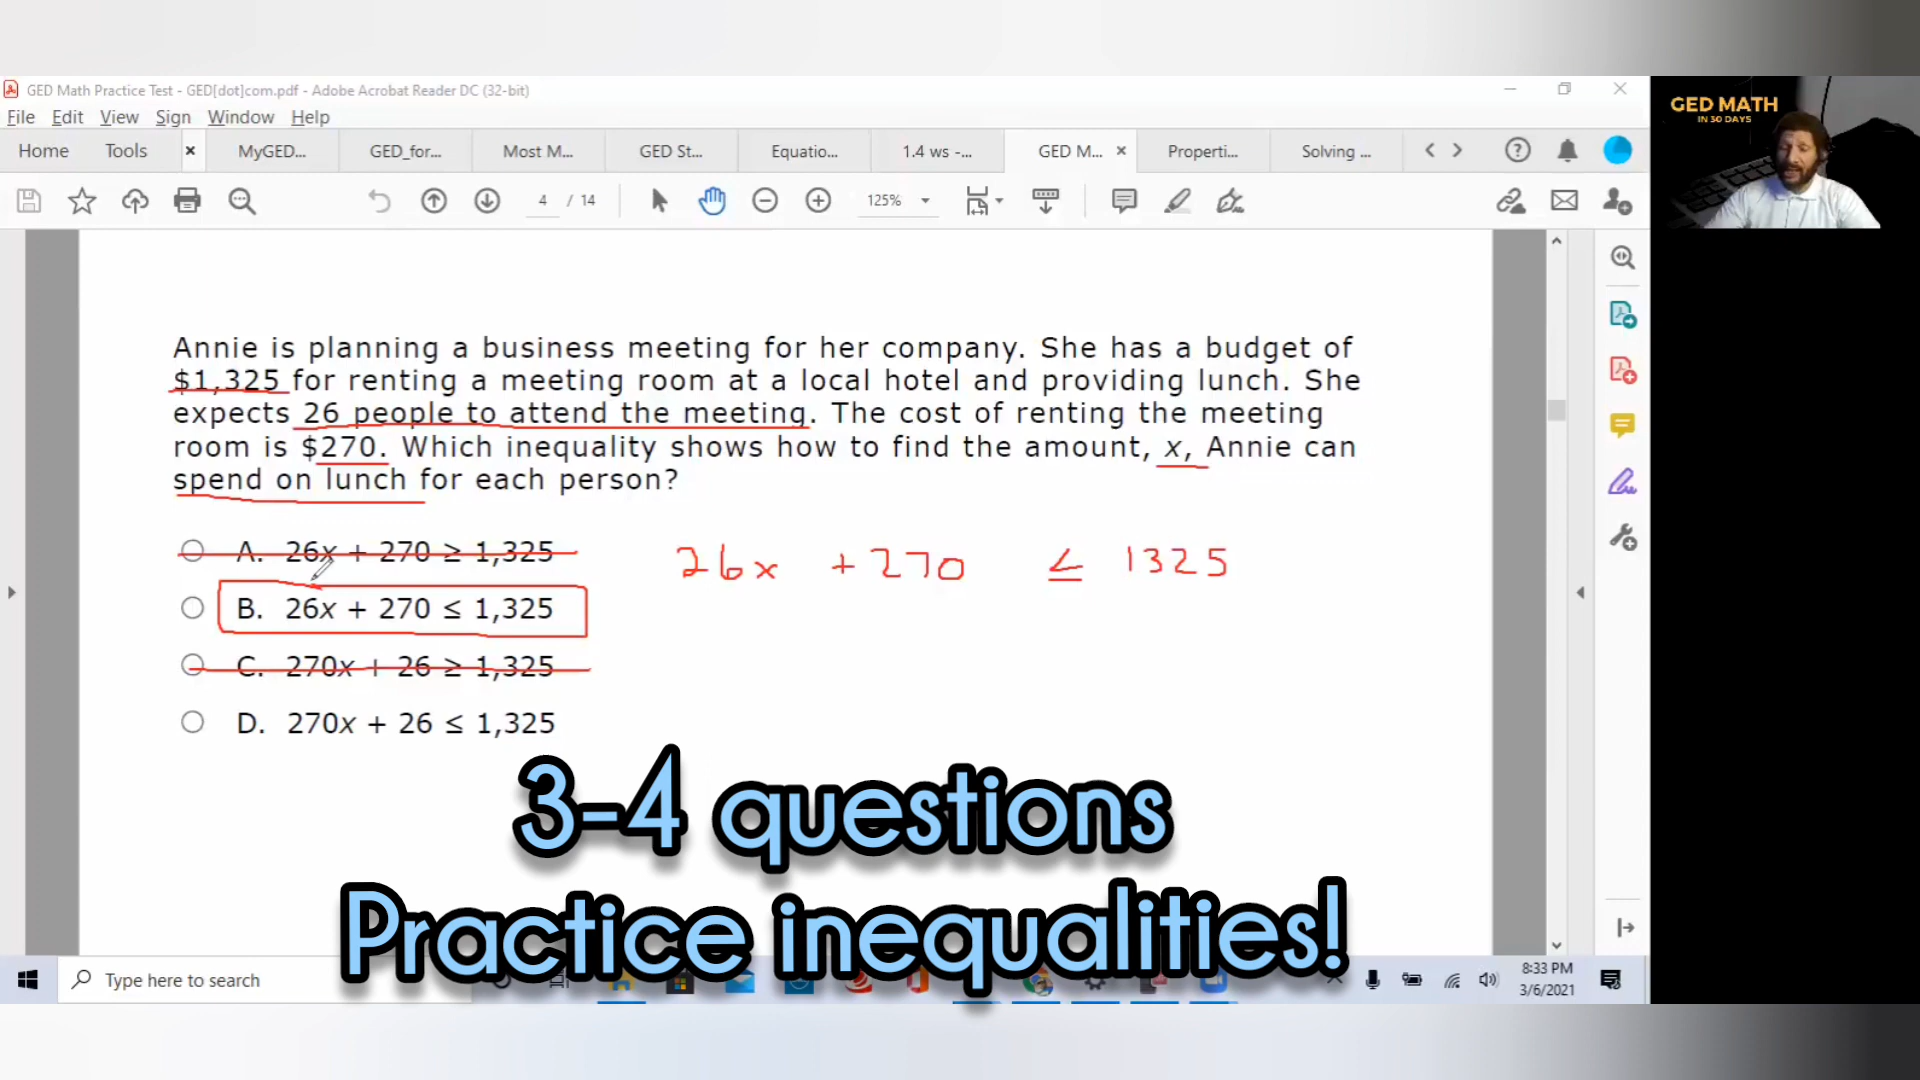 GED Math Practice Test - GED[dot]com.pdf - Adobe Acrobat Reader DC (32-bit)
File Edit View Sign Window Help
Home Tools × MyGED... GED_for... Most M... GED St... Equatio... 1.4 ws -... GED M... × Properti... Solving ...
4 / 14 125%
GED MATH
IN 30 DAYS
Annie is planning a business meeting for her company. She has a budget of
$1,325 for renting a meeting room at a local hotel and providing lunch. She
expects 26 people to attend the meeting. The cost of renting the meeting
room is $270. Which inequality shows how to find the amount, x, Annie can
spend on lunch for each person?
A. 26x + 270 ≥ 1,325
26x + 270 ≤ 1325
B. 26x + 270 ≤ 1,325
C. 270x + 26 ≥ 1,325
D. 270x + 26 ≤ 1,325
3-4 questions
Practice inequalities!
Type here to search
8:33 PM
3/6/2021